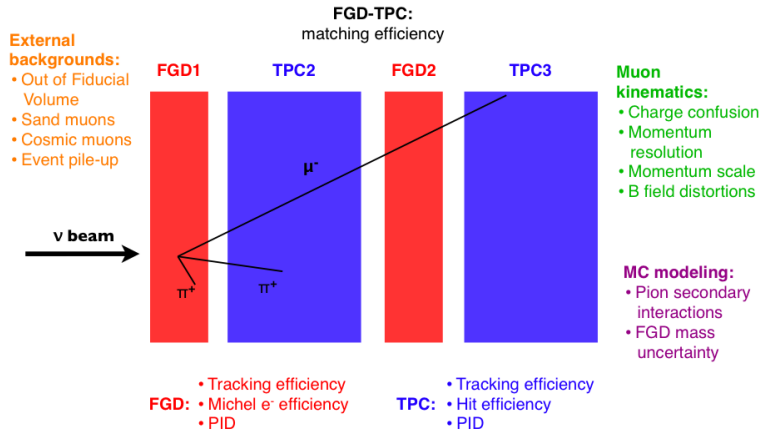 FGD-TPC:
matching efficiency
External
backgrounds:
• Out of Fiducial
Volume
• Sand muons
• Cosmic muons
• Event pile-up
FGD1
TPC2
FGD2
TPC3
Muon
kinematics:
• Charge confusion
• Momentum
resolution
• Momentum scale
• B field distortions
μ-
ν beam
π+
π+
MC modeling:
• Pion secondary
interactions
• FGD mass
uncertainty
FGD:
• Tracking efficiency
• Michel e- efficiency
• PID
TPC:
• Tracking efficiency
• Hit efficiency
• PID